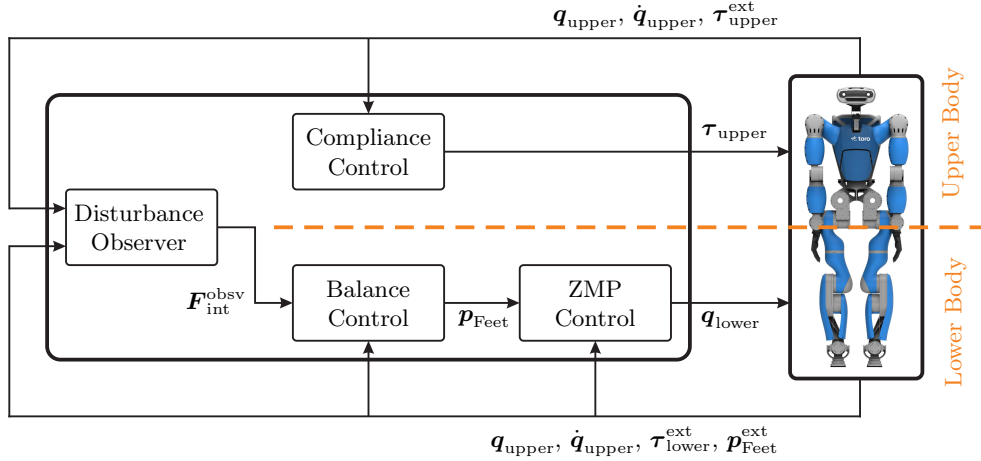 q_upper, q̇_upper, τ_upper^ext
Compliance
Control
τ_upper
toro
Upper Body
Disturbance
Observer
F_int^obsv
Balance
Control
p_Feet
ZMP
Control
q_lower
Lower Body
q_upper, q̇_upper, τ_lower^ext, p_Feet^ext